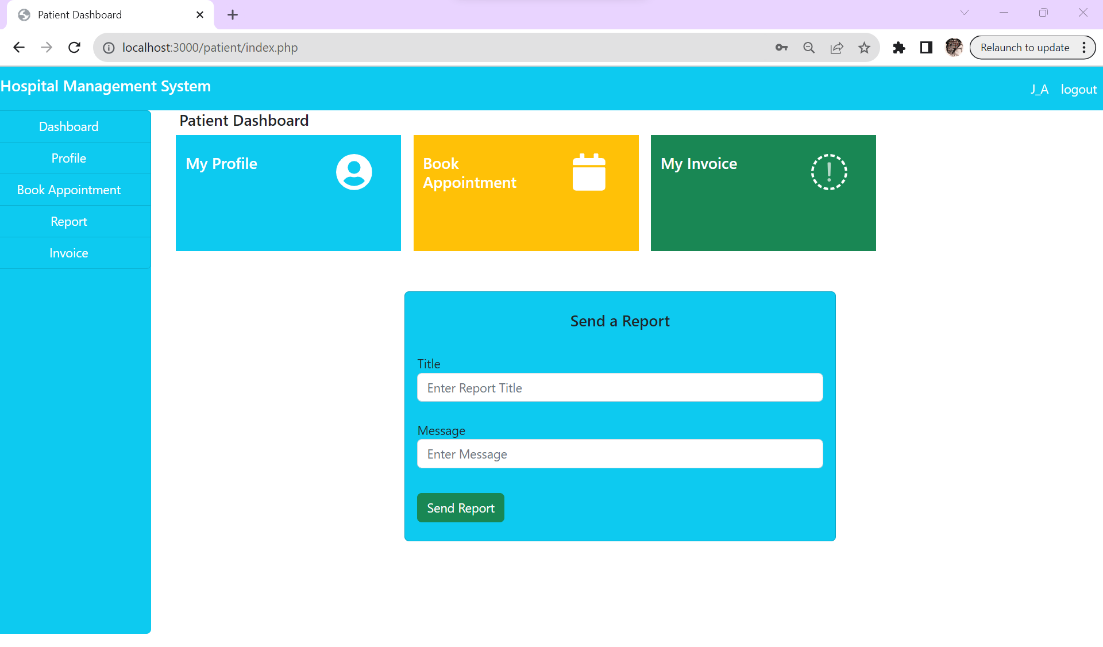 Patient Dashboard
localhost:3000/patient/index.php
Relaunch to update
Hospital Management System
J_A logout
Dashboard
Profile
Book Appointment
Report
Invoice
Patient Dashboard
My Profile
Book
Appointment
My Invoice
Send a Report
Title
Enter Report Title
Message
Enter Message
Send Report